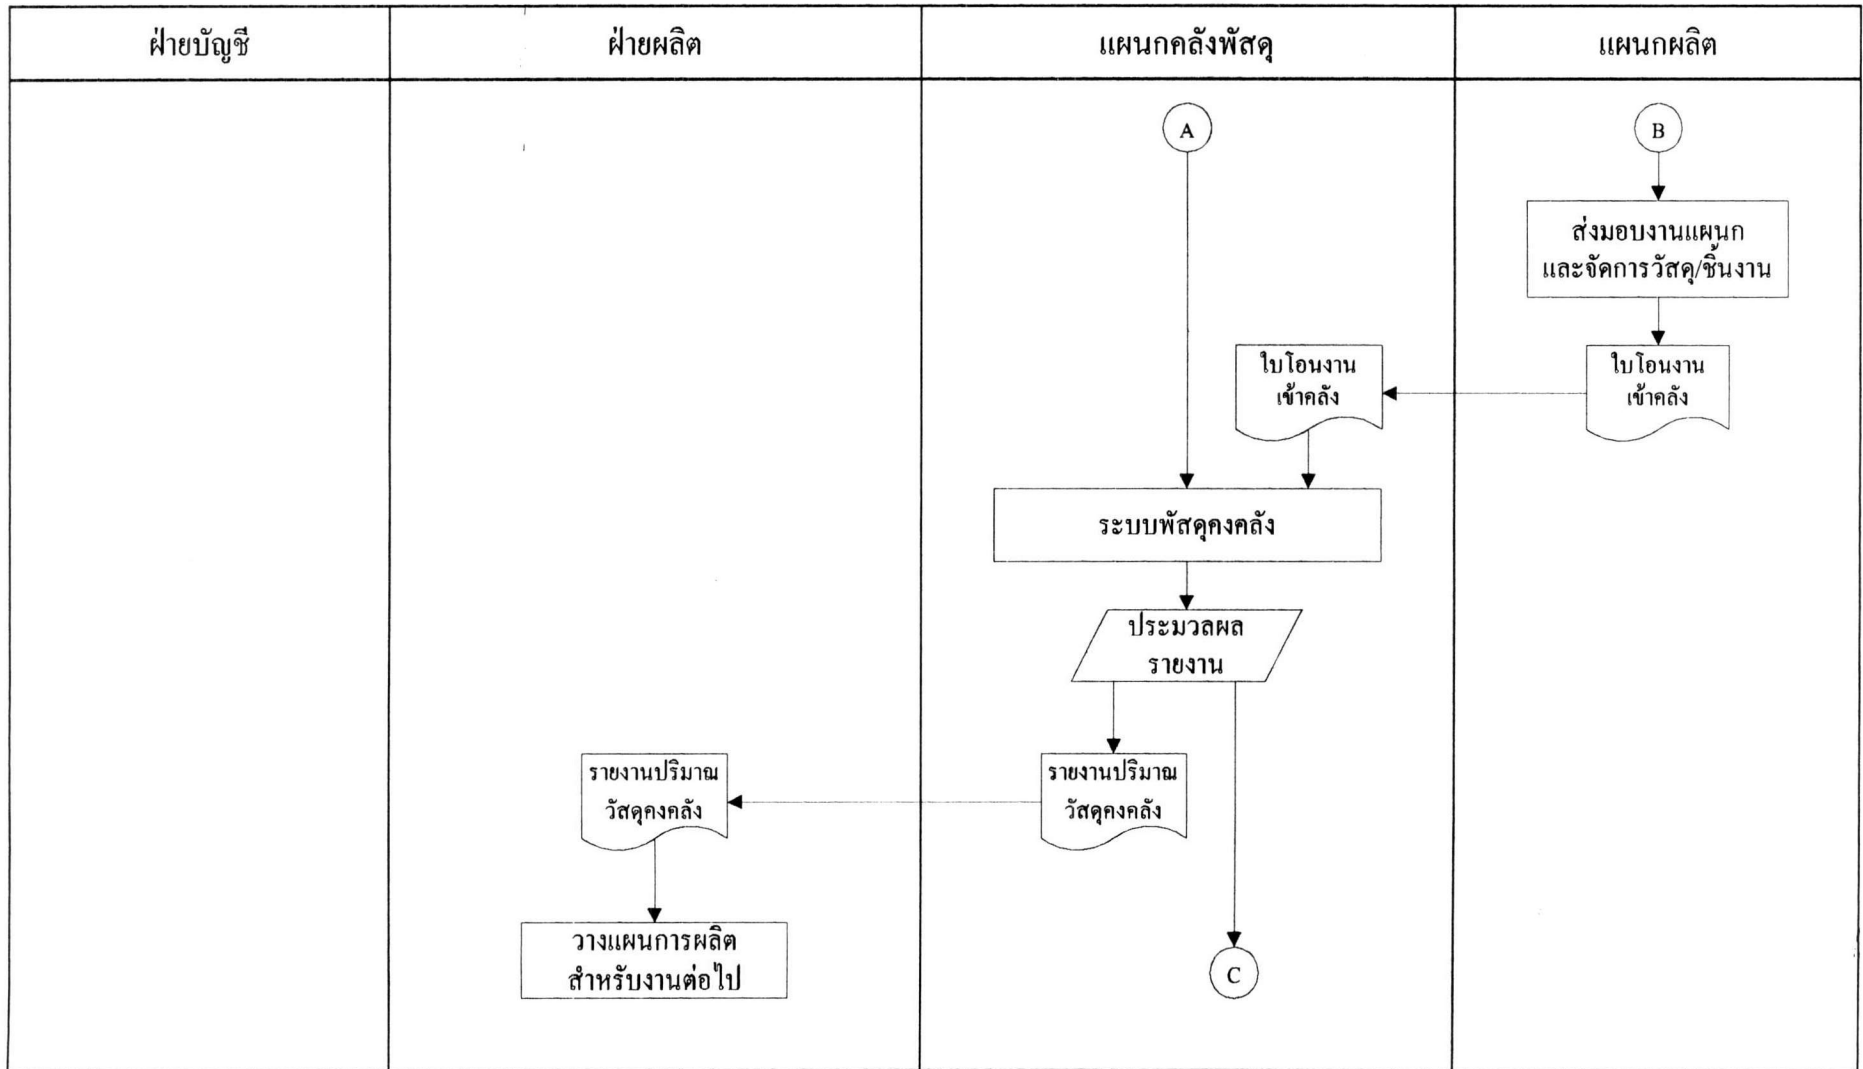 ฝ่ายบัญชี
ฝ่ายผลิต
แผนกคลังพัสดุ
แผนกผลิต
A
B
ส่งมอบงานแผนก
และจัดการวัสดุ/ชิ้นงาน
ใบโอนงาน
เข้าคลัง
ใบโอนงาน
เข้าคลัง
ระบบพัสดุคงคลัง
ประมวลผล
รายงาน
รายงานปริมาณ
วัสดุคงคลัง
รายงานปริมาณ
วัสดุคงคลัง
วางแผนการผลิต
สำหรับงานต่อไป
C